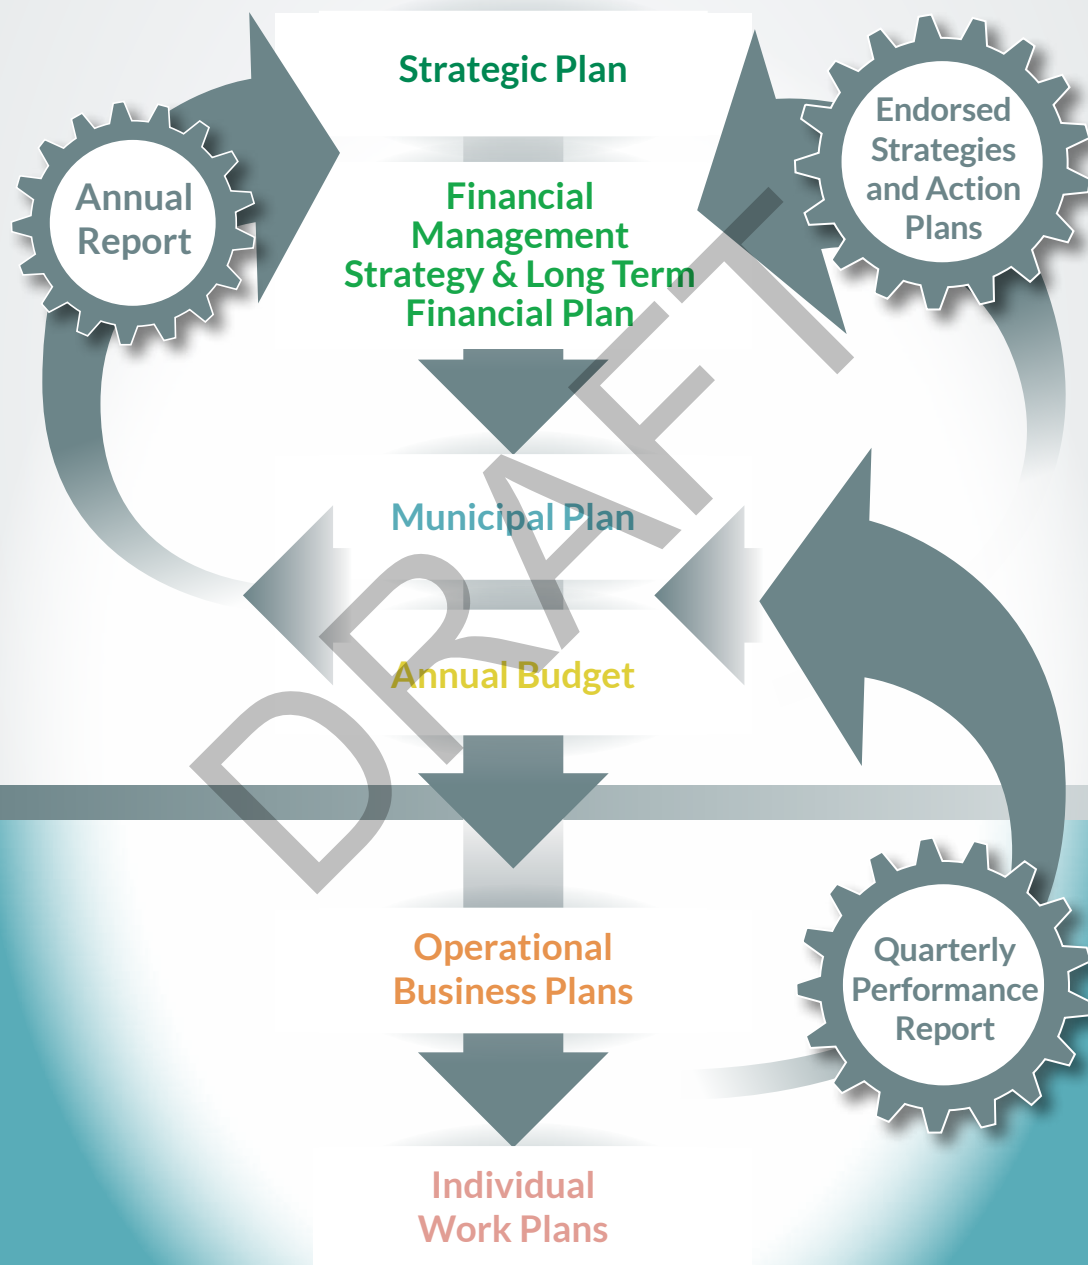 Strategic Plan
Endorsed
Strategies
and Action
Plans
Annual
Report
Financial
Management
Strategy & Long Term
Financial Plan
Municipal Plan
Annual Budget
DRAFT
Operational
Business Plans
Quarterly
Performance
Report
Individual
Work Plans